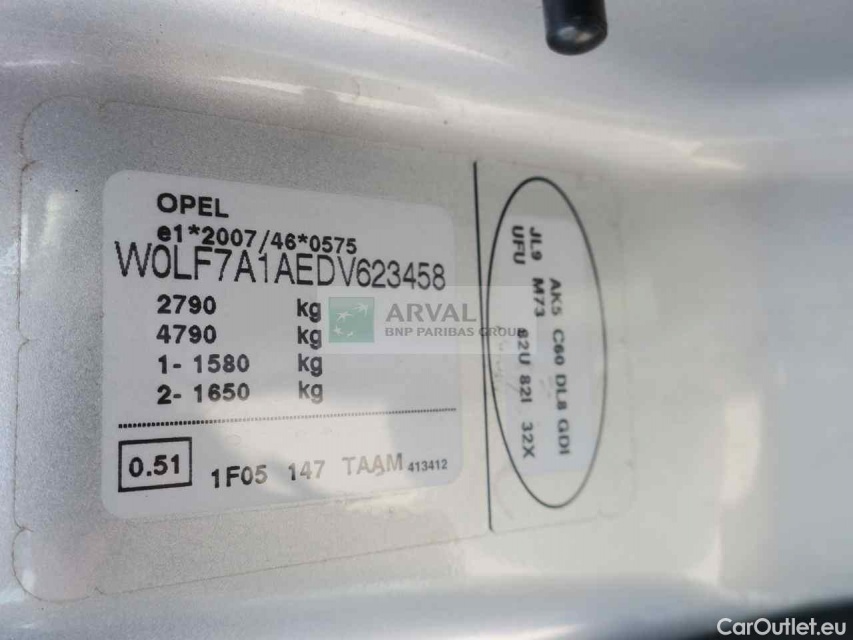 OPEL
e1*2007/46*0575
W0LF7A1AEDV623458
2790 kg
4790 kg
1- 1580 kg
2- 1650 kg
0.51 1F05 147 TAAM 413412
AK5 C60 DL8 GDI
JL9 M73 82U 82I 32X
UFU
ARVAL
BNP PARIBAS GROUP
CarOutlet.eu